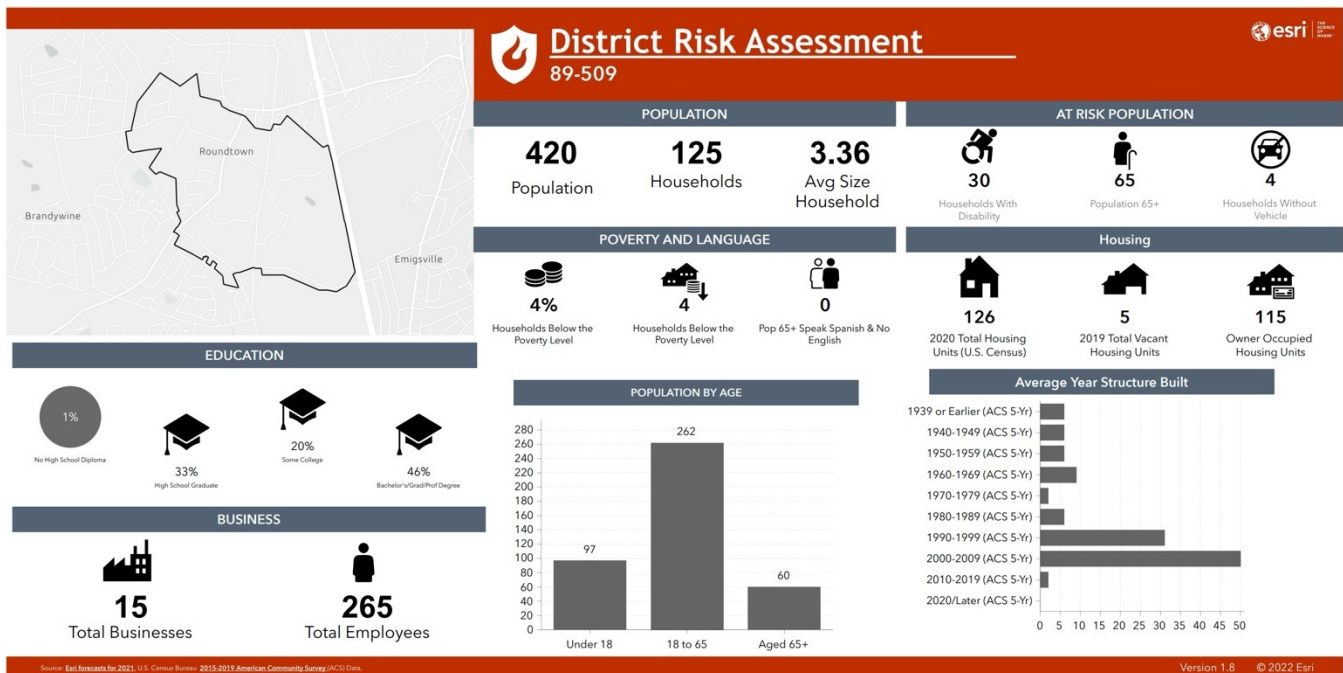 Roundtown
Brandywine
Emigsville
District Risk Assessment
89-509
esri
THE
SCIENCE
OF
WHERE
POPULATION
420
Population
125
Households
3.36
Avg Size
Household
AT RISK POPULATION
30
Households With
Disability
65
Population 65+
4
Households Without
Vehicle
POVERTY AND LANGUAGE
4%
Households Below the
Poverty Level
4
Households Below the
Poverty Level
0
Pop 65+ Speak Spanish & No
English
Housing
126
2020 Total Housing
Units (U.S. Census)
5
2019 Total Vacant
Housing Units
115
Owner Occupied
Housing Units
EDUCATION
1%
No High School Diploma
33%
High School Graduate
20%
Some College
46%
Bachelor's/Grad/Prof Degree
BUSINESS
15
Total Businesses
265
Total Employees
POPULATION BY AGE
280
260
240
220
200
180
160
140
120
100
80
60
40
20
0
97
262
60
Under 18
18 to 65
Aged 65+
Average Year Structure Built
1939 or Earlier (ACS 5-Yr)
1940-1949 (ACS 5-Yr)
1950-1959 (ACS 5-Yr)
1960-1969 (ACS 5-Yr)
1970-1979 (ACS 5-Yr)
1980-1989 (ACS 5-Yr)
1990-1999 (ACS 5-Yr)
2000-2009 (ACS 5-Yr)
2010-2019 (ACS 5-Yr)
2020/Later (ACS 5-Yr)
0 5 10 15 20 25 30 35 40 45 50
Source: Esri forecasts for 2021, U.S. Census Bureau 2015-2019 American Community Survey (ACS) Data.
Version 1.8 © 2022 Esri